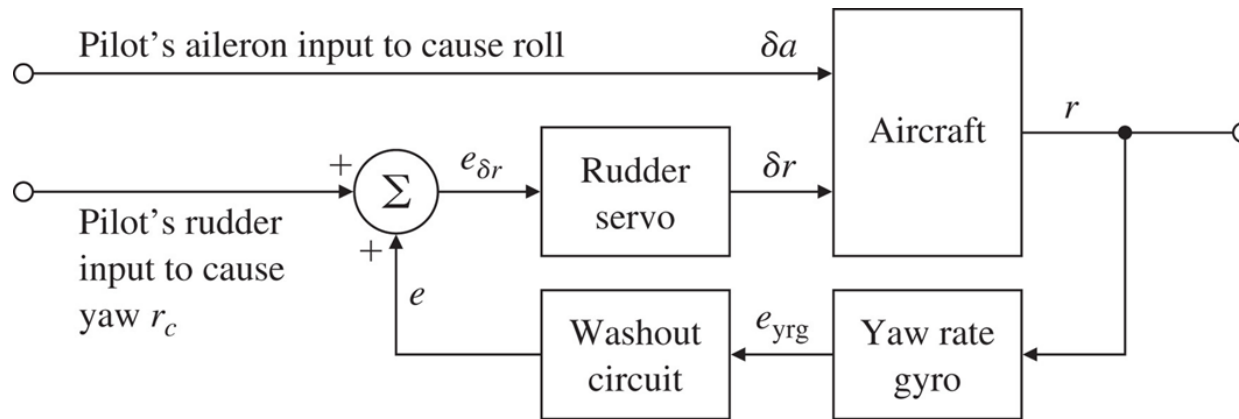 Pilot's aileron input to cause roll
δa
Aircraft
r
+
Σ
e_δr
Rudder
servo
δr
Pilot's rudder
input to cause
yaw r_c
+
e
Washout
circuit
e_yrg
Yaw rate
gyro